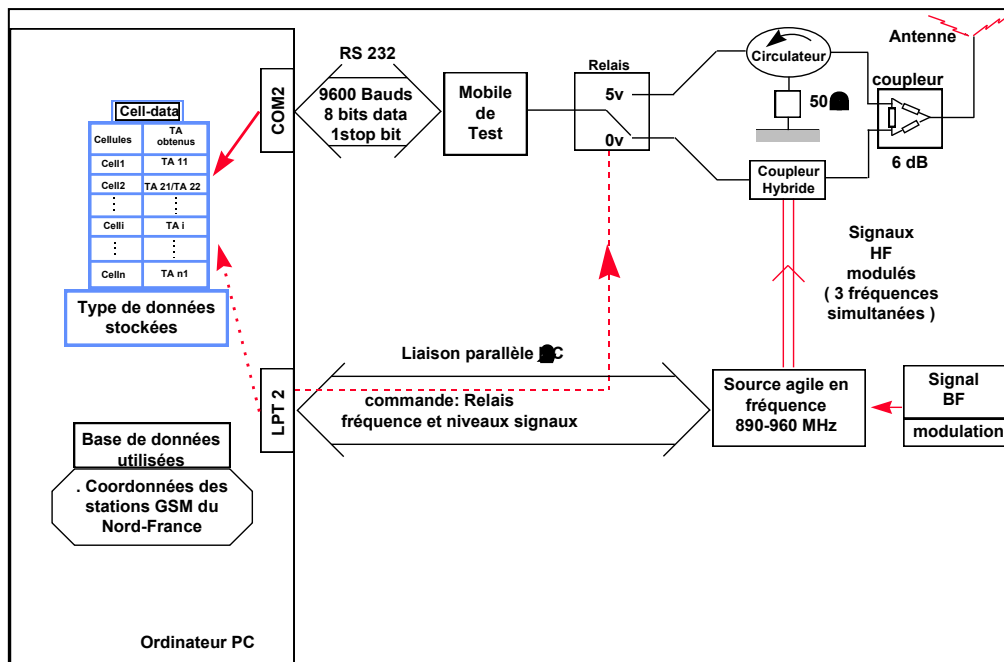 RS 232
9600 Bauds
8 bits data
1stop bit
COM2
Mobile
de
Test
Relais
5v
0v
Circulateur
50
Antenne
coupleur
6 dB
Coupleur
Hybride
Cell-data
Cellules
TA
obtenus
Cell1
TA 11
Cell2
TA 21/TA 22
Celli
TA i
Celln
TA n1
Type de données
stockées
Signaux
HF
modulés
( 3 fréquences
simultanées )
Liaison parallèle
LPT 2
commande: Relais
fréquence et niveaux signaux
Source agile en
fréquence
890-960 MHz
Signal
BF
modulation
Base de données
utilisées
. Coordonnées des
stations GSM du
Nord-France
Ordinateur PC